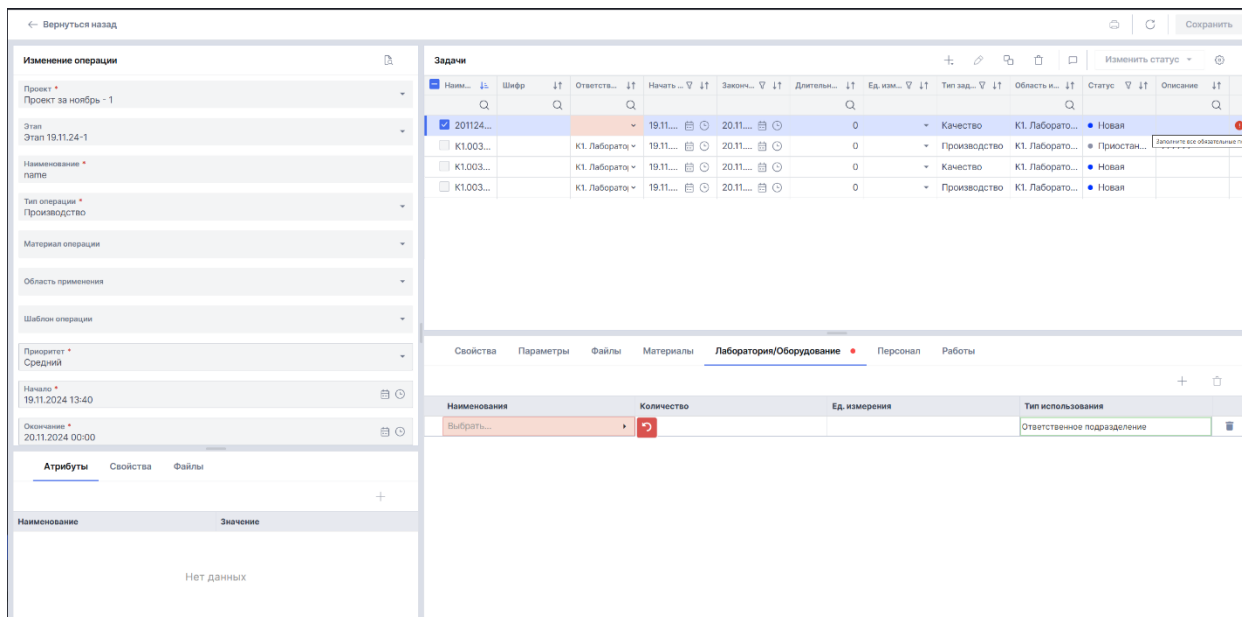 ← Вернуться назад
Сохранить
Изменение операции
Проект *
Проект за ноябрь - 1
Этап
Этап 19.11.24-1
Наименование *
name
Тип операции *
Производство
Материал операции
Область применения
Шаблон операции
Приоритет *
Средний
Начало *
19.11.2024 13:40
Окончание *
20.11.2024 00:00
Атрибуты Свойства Файлы
Наименование Значение
Нет данных
Задачи
Изменить статус
Наим... Шифр Ответств... Начать ... Законч... Длительн... Ед. изм... Тип зад... Область и... Статус Описание
201124... 19.11.... 20.11.... 0 Качество К1. Лаборато... Новая
К1.003... К1. Лаборато 19.11.... 20.11.... 0 Производство К1. Лаборато... Приостан...
Заполните все обязательные
К1.003... К1. Лаборато 19.11.... 20.11.... 0 Качество К1. Лаборато... Новая
К1.003... К1. Лаборато 19.11.... 20.11.... 0 Производство К1. Лаборато... Новая
Свойства Параметры Файлы Материалы Лаборатория/Оборудование Персонал Работы
Наименования Количество Ед. измерения Тип использования
Выбрать... Ответственное подразделение